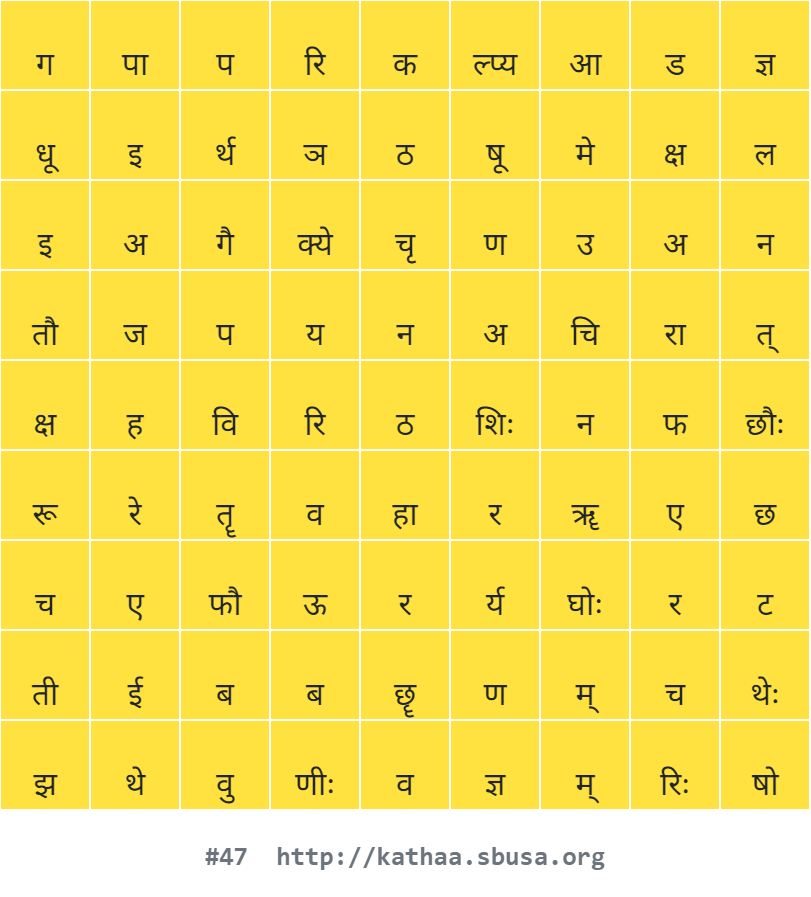 ग पा प रि क ल्प्य आ ड ज्ञ
धू इ र्थ ञ ठ षू मे क्ष ल
इ अ गै क्ये चृ ण उ अ न
तौ ज प य न अ चि रा त्
क्ष ह वि रि ठ शिः न फ छौः
रू रे तॄ व हा र ॠ ए छ
च ए फौ ऊ र र्य घोः र ट
ती ई ब ब छॄ ण म् च थेः
झ थे वु णीः व ज्ञ म् रिः षो
#47 http://kathaa.sbusa.org